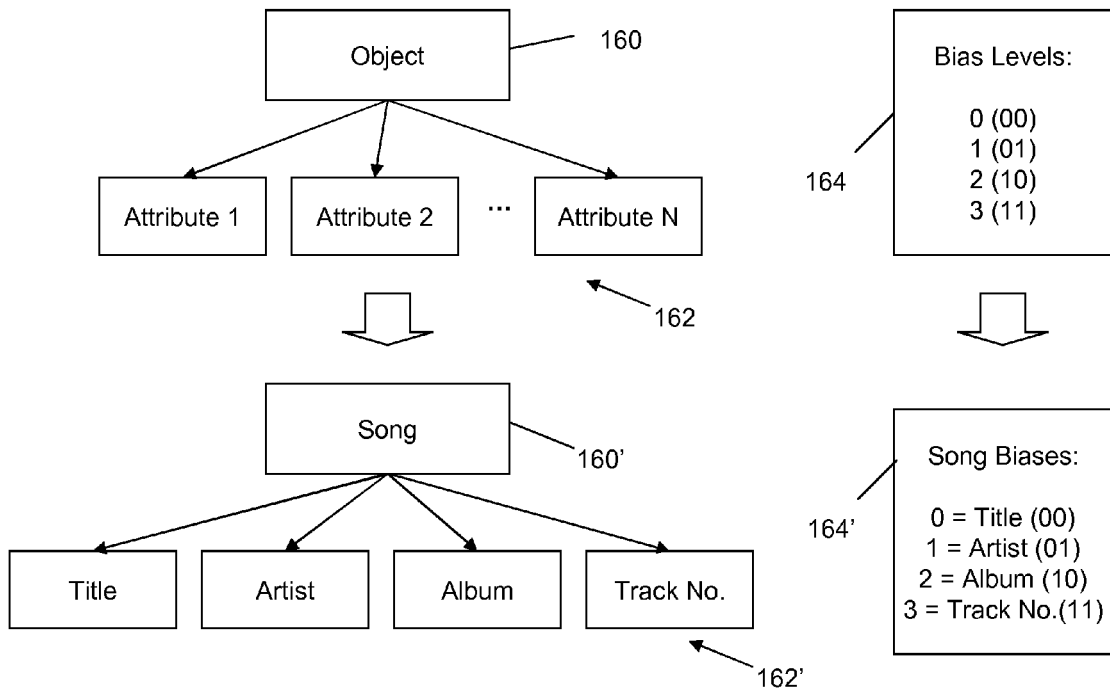 Object
160
Bias Levels:
0 (00)
1 (01)
2 (10)
3 (11)
164
Attribute 1
Attribute 2
...
Attribute N
162
Song
160’
Song Biases:
0 = Title (00)
1 = Artist (01)
2 = Album (10)
3 = Track No.(11)
164’
Title
Artist
Album
Track No.
162’